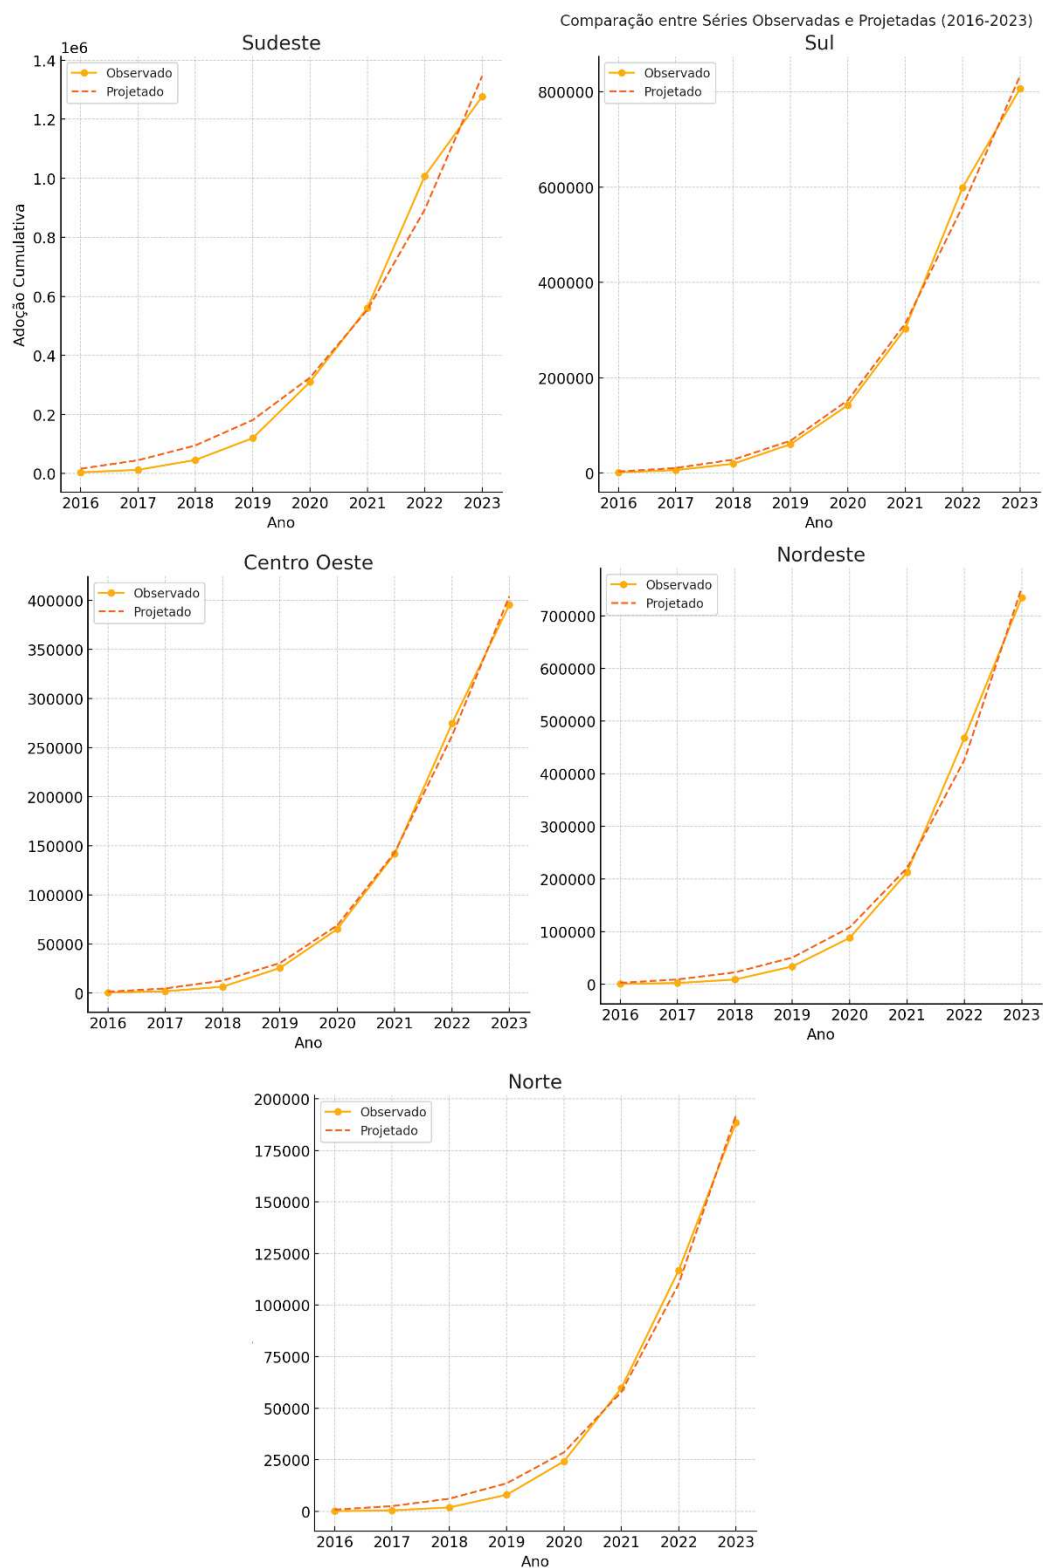 Comparação entre Séries Observadas e Projetadas (2016-2023)
Sudeste
1e6
Observado
Projetado
1.4
1.2
1.0
0.8
0.6
0.4
0.2
0.0
Adoção Cumulativa
2016 2017 2018 2019 2020 2021 2022 2023
Ano
Sul
Observado
Projetado
800000
600000
400000
200000
0
2016 2017 2018 2019 2020 2021 2022 2023
Ano
Centro Oeste
Observado
Projetado
400000
350000
300000
250000
200000
150000
100000
50000
0
2016 2017 2018 2019 2020 2021 2022 2023
Ano
Nordeste
Observado
Projetado
700000
600000
500000
400000
300000
200000
100000
0
2016 2017 2018 2019 2020 2021 2022 2023
Ano
Norte
Observado
Projetado
200000
175000
150000
125000
100000
75000
50000
25000
0
2016 2017 2018 2019 2020 2021 2022 2023
Ano